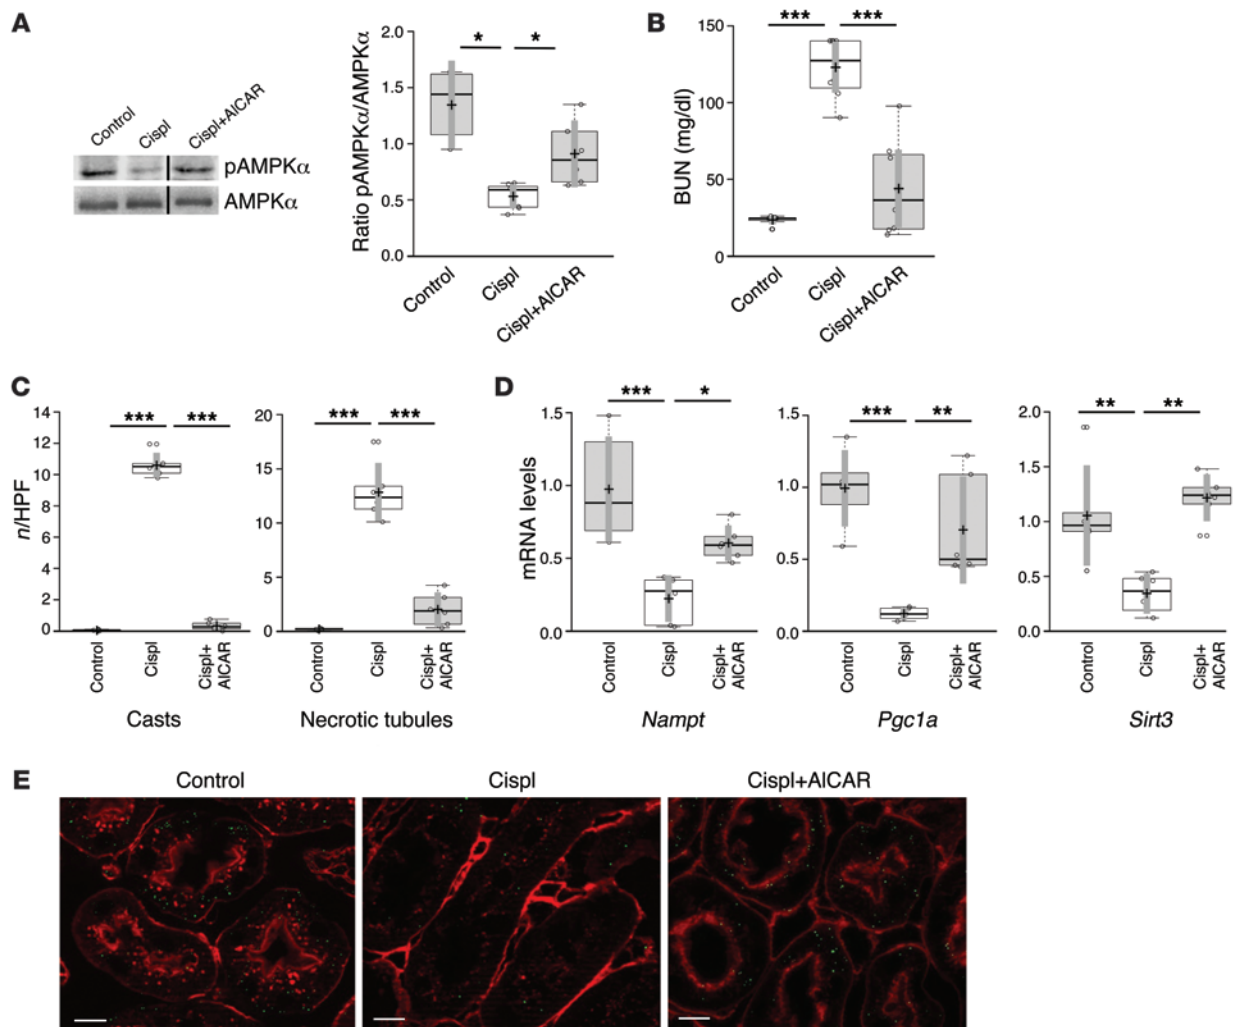 A
Control
Cispl
Cispl+AICAR
pAMPKα
AMPKα
Ratio pAMPKα/AMPKα
2.0
1.5
1.0
0.5
0.0
* *
Control
Cispl
Cispl+AICAR
B
BUN (mg/dl)
150
100
50
0
*** ***
Control
Cispl
Cispl+AICAR
C
n/HPF
14
12
10
8
6
4
2
0
*** ***
Control
Cispl
Cispl+
AICAR
Casts
20
15
10
5
0
*** ***
Control
Cispl
Cispl+
AICAR
Necrotic tubules
D
mRNA levels
1.5
1.0
0.5
0.0
*** *
Control
Cispl
Cispl+
AICAR
Nampt
1.5
1.0
0.5
0.0
*** **
Control
Cispl
Cispl+
AICAR
Pgc1a
2.0
1.5
1.0
0.5
0.0
** **
Control
Cispl
Cispl+
AICAR
Sirt3
E
Control
Cispl
Cispl+AICAR